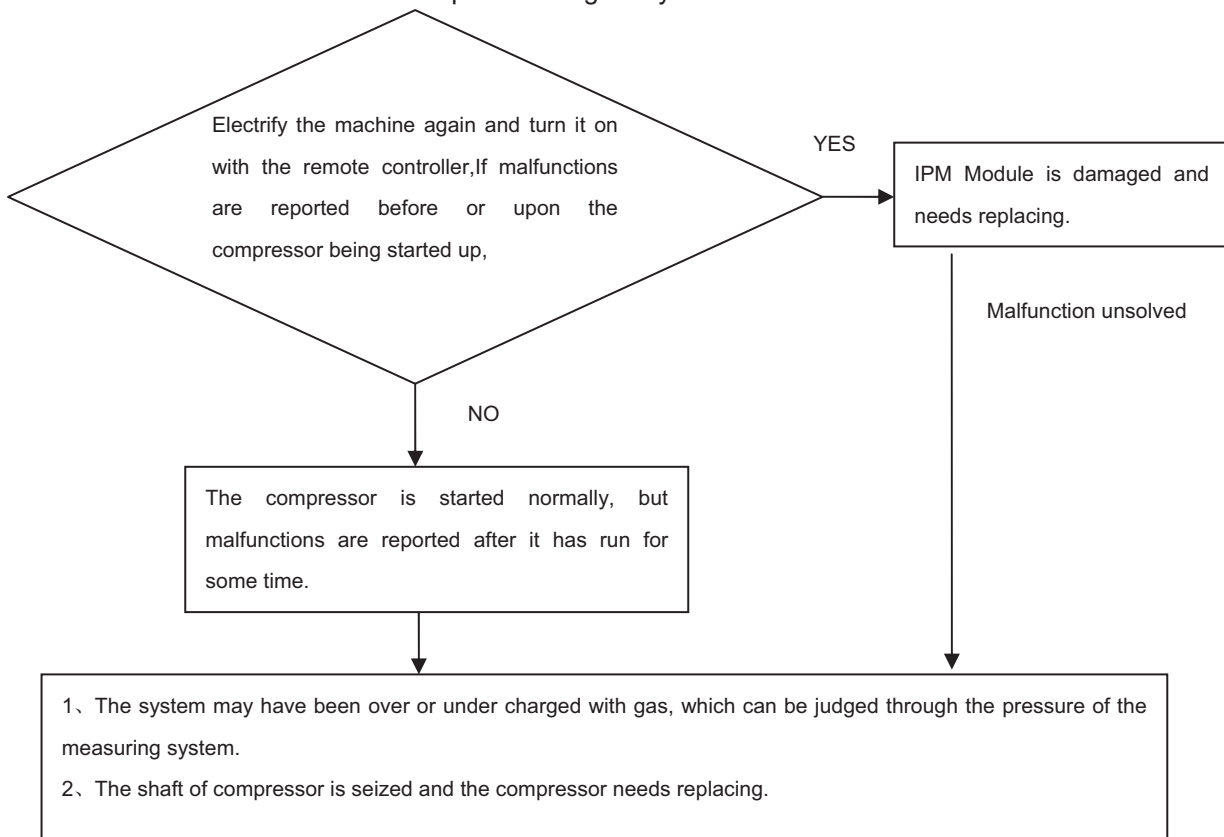 Electrify the machine again and turn it on
with the remote controller,If malfunctions
are reported before or upon the
compressor being started up,
YES
IPM Module is damaged and
needs replacing.
Malfunction unsolved
NO
The compressor is started normally, but
malfunctions are reported after it has run for
some time.
1、The system may have been over or under charged with gas, which can be judged through the pressure of the
measuring system.
2、The shaft of compressor is seized and the compressor needs replacing.